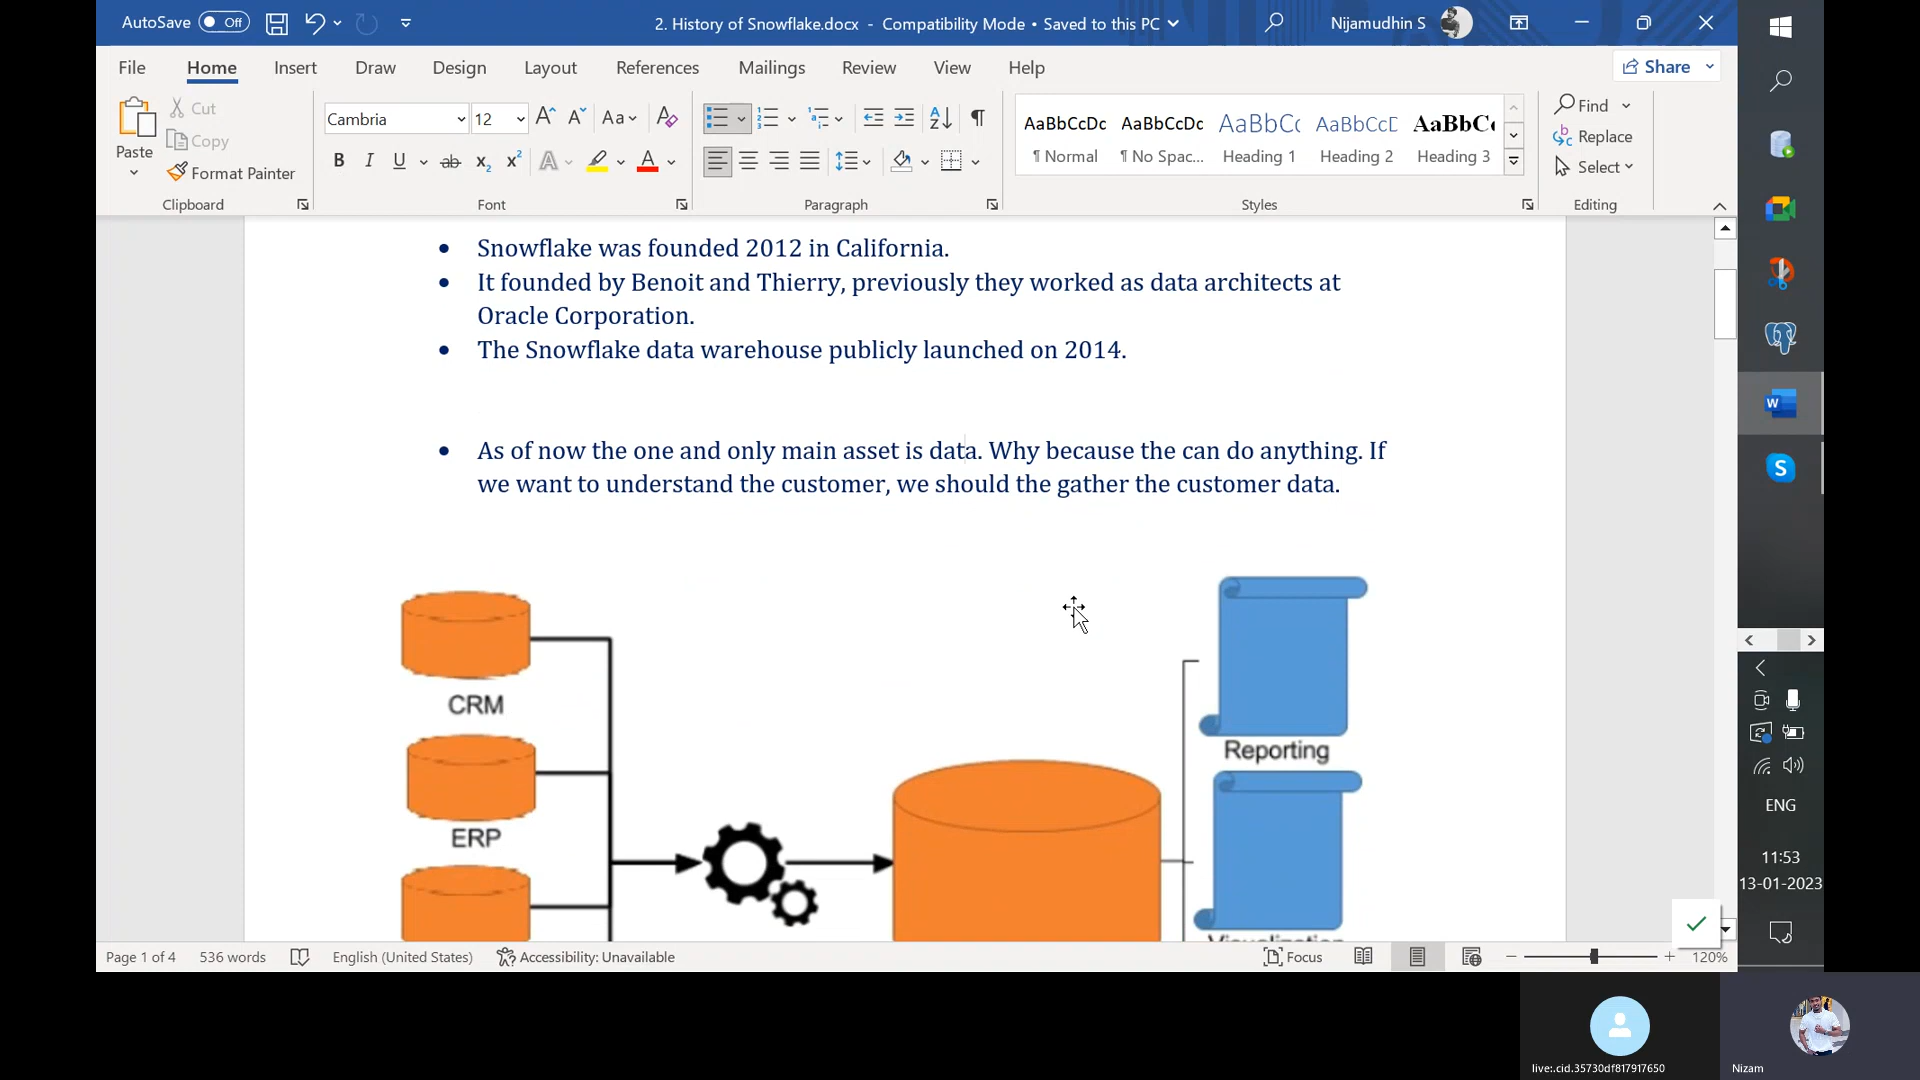 AutoSave Off 2. History of Snowflake.docx - Compatibility Mode • Saved to this PC Nijamudhin S
File Home Insert Draw Design Layout References Mailings Review View Help Share
Paste Cut Copy Format Painter
Cambria 12 Aa
AaBbCcDc AaBbCcDc AaBbCc AaBbCcD AaBbCc
¶ Normal ¶ No Spac... Heading 1 Heading 2 Heading 3
Find
Replace
Select
Clipboard Font Paragraph Styles Editing
• Snowflake was founded 2012 in California.
• It founded by Benoit and Thierry, previously they worked as data architects at
Oracle Corporation.
• The Snowflake data warehouse publicly launched on 2014.
• As of now the one and only main asset is data. Why because the can do anything. If
we want to understand the customer, we should the gather the customer data.
CRM
ERP
Reporting
Visualization
ENG
11:53
13-01-2023
Page 1 of 4 536 words English (United States) Accessibility: Unavailable Focus 120%
live:.cid.35730df817917650 Nizam